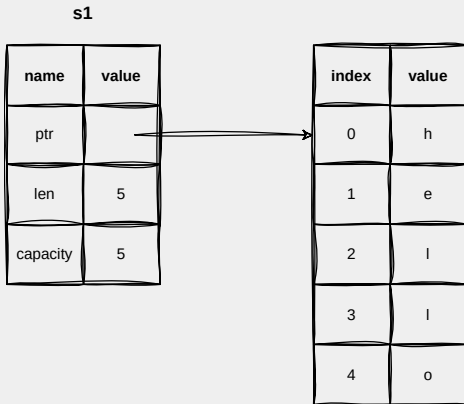 s1
name value
ptr
len 5
capacity 5
index value
0 h
1 e
2 l
3 l
4 o